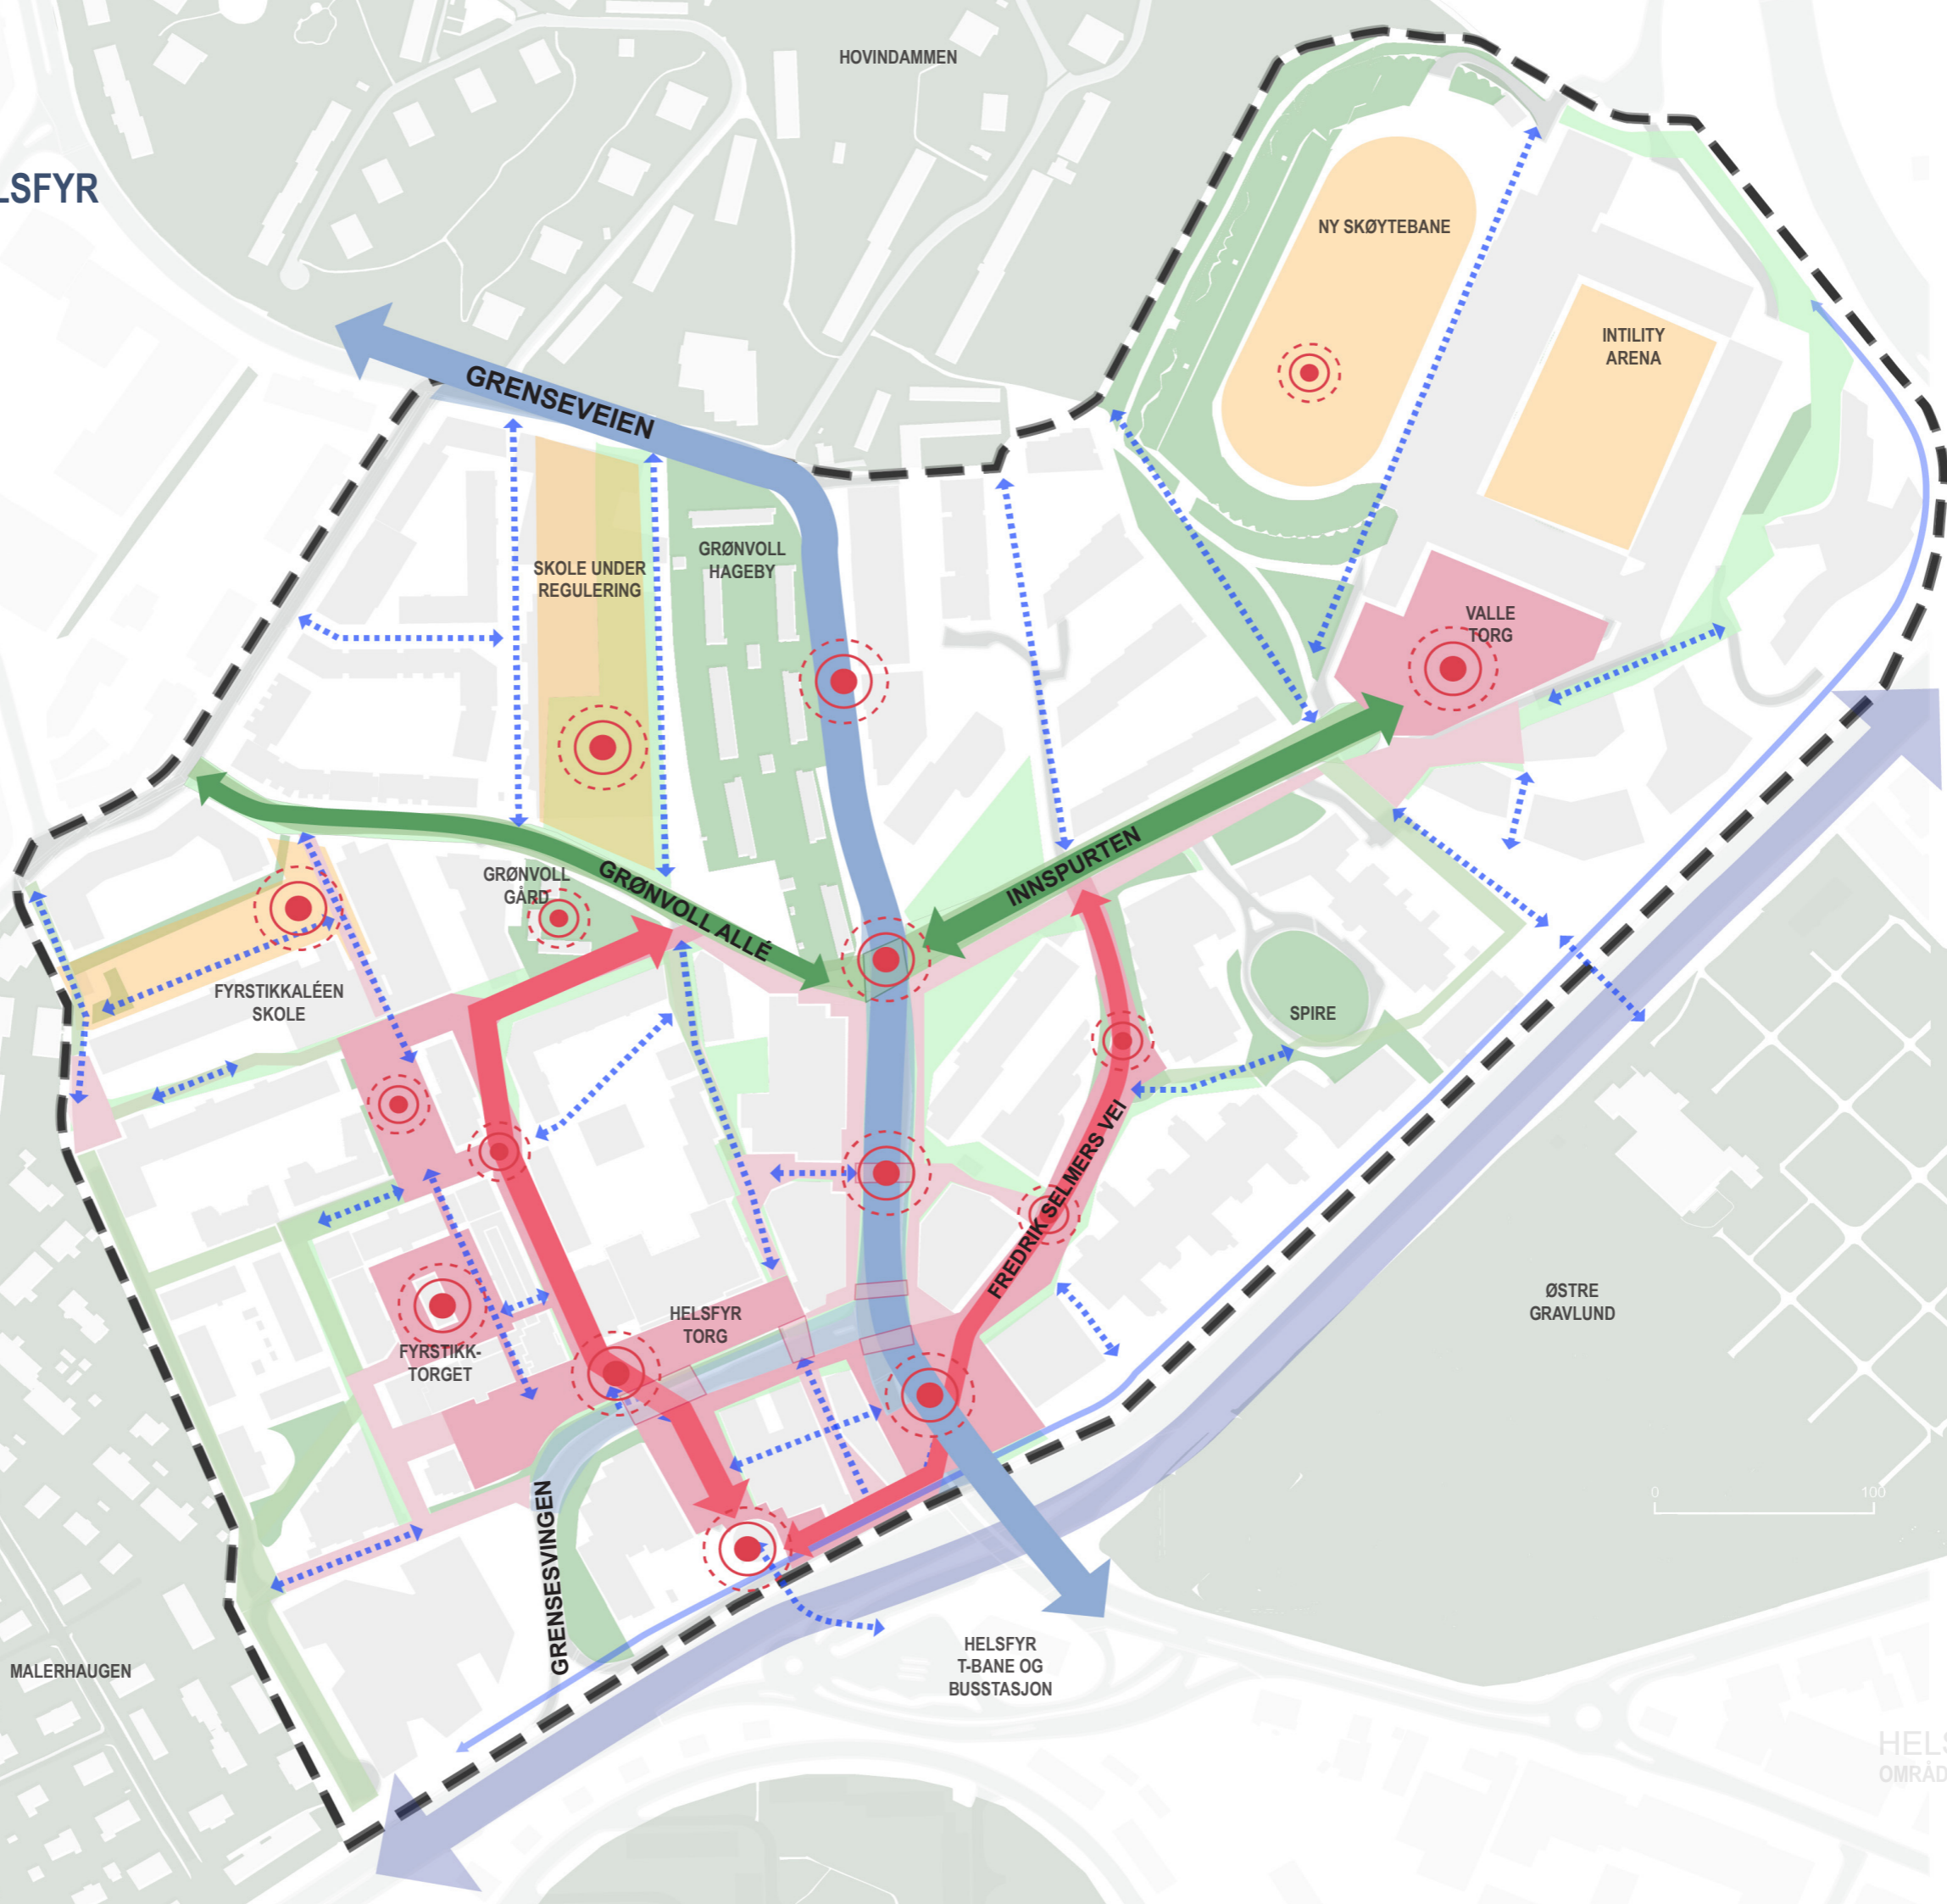 HOVINDAMMEN
LSFYR
NY SKØYTEBANE
INTILITY
ARENA
GRENSEVEIEN
GRØNVOLL
HAGEBY
SKOLE UNDER
REGULERING
VALLE
TORG
GRØNVOLL
GÅRD
GRØNVOLL ALLÉ
INNSPURTEN
FYRSTIKKALÉEN
SKOLE
SPIRE
FREDRIK SELMERS VEI
ØSTRE
GRAVLUND
HELSFYR
TORG
FYRSTIKK-
TORGET
GRENSESVINGEN
0 100
HELSFYR
T-BANE OG
BUSSTASJON
MALERHAUGEN
HELS
OMRÅD